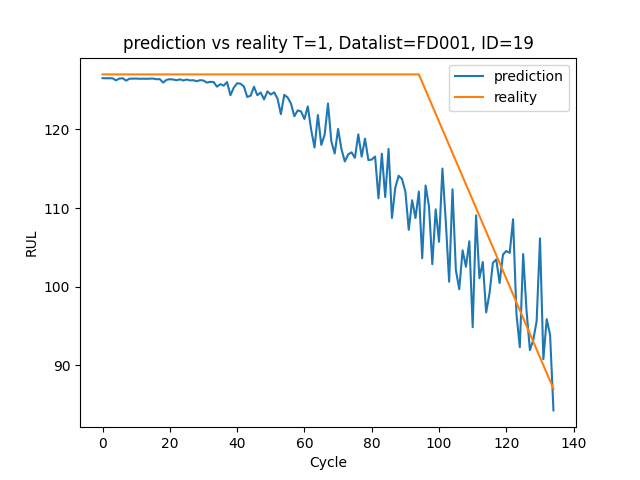 prediction vs reality T=1, Datalist=FD001, ID=19
prediction
reality
120
110
100
90
RUL
0 20 40 60 80 100 120 140
Cycle